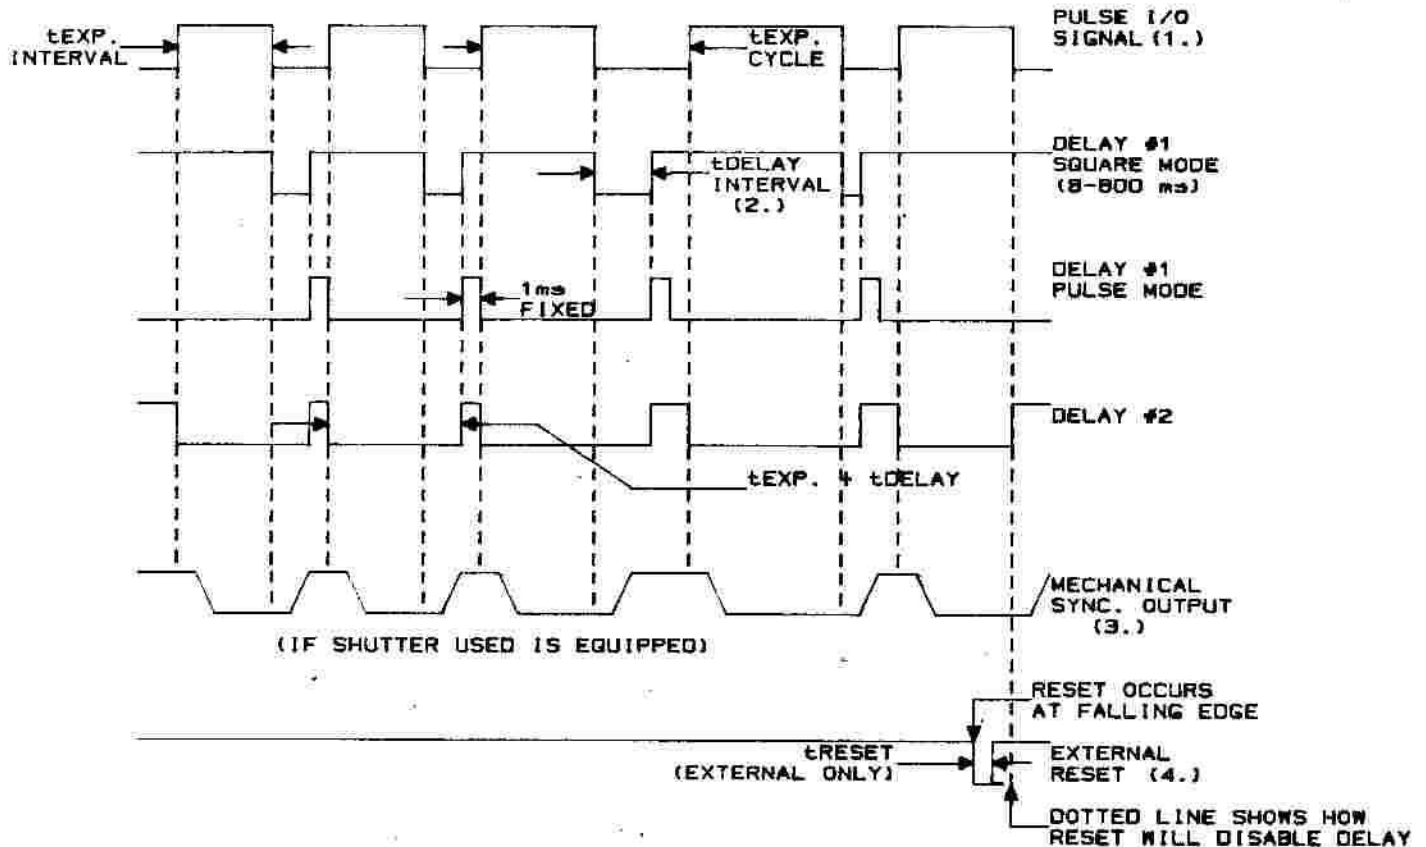 tEXP.
INTERVAL
tEXP.
CYCLE
PULSE I/O
SIGNAL (1.)
DELAY #1
SQUARE MODE
(8-800 ms)
tDELAY
INTERVAL
(2.)
DELAY #1
PULSE MODE
1ms
FIXED
DELAY #2
tEXP. + tDELAY
MECHANICAL
SYNC. OUTPUT
(3.)
(IF SHUTTER USED IS EQUIPPED)
RESET OCCURS
AT FALLING EDGE
tRESET
(EXTERNAL ONLY)
EXTERNAL
RESET (4.)
DOTTED LINE SHOWS HOW
RESET WILL DISABLE DELAY